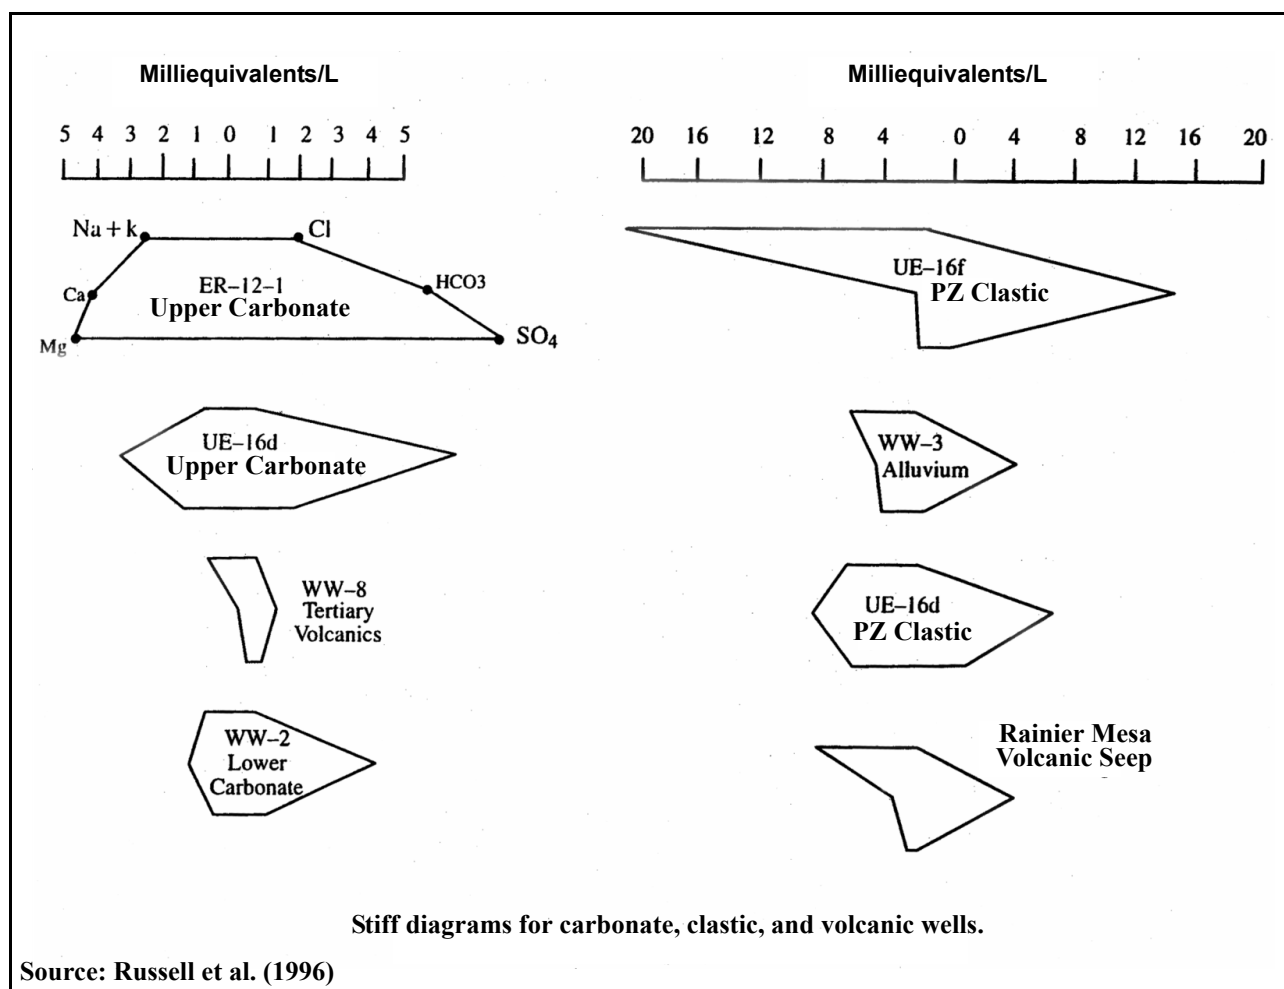 Milliequivalents/L
5 4 3 2 1 0 1 2 3 4 5
Na + k
Cl
Ca
HCO3
ER–12–1
Upper Carbonate
Mg
SO4
UE–16d
Upper Carbonate
WW–8
Tertiary
Volcanics
WW–2
Lower
Carbonate
Milliequivalents/L
20 16 12 8 4 0 4 8 12 16 20
UE–16f
PZ Clastic
WW–3
Alluvium
UE–16d
PZ Clastic
Rainier Mesa
Volcanic Seep
Stiff diagrams for carbonate, clastic, and volcanic wells.
Source: Russell et al. (1996)